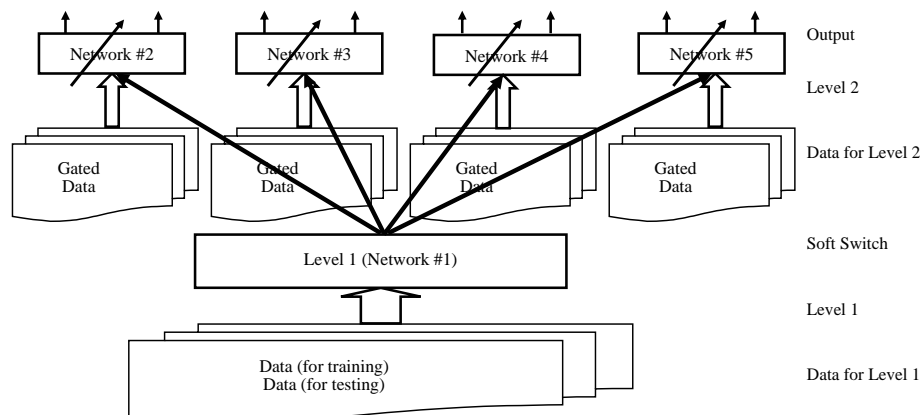 Network #2
Network #3
Network #4
Network #5
Output
Level 2
Gated
Data
Gated
Data
Gated
Data
Gated
Data
Data for Level 2
Level 1 (Network #1)
Soft Switch
Level 1
Data (for training)
Data (for testing)
Data for Level 1